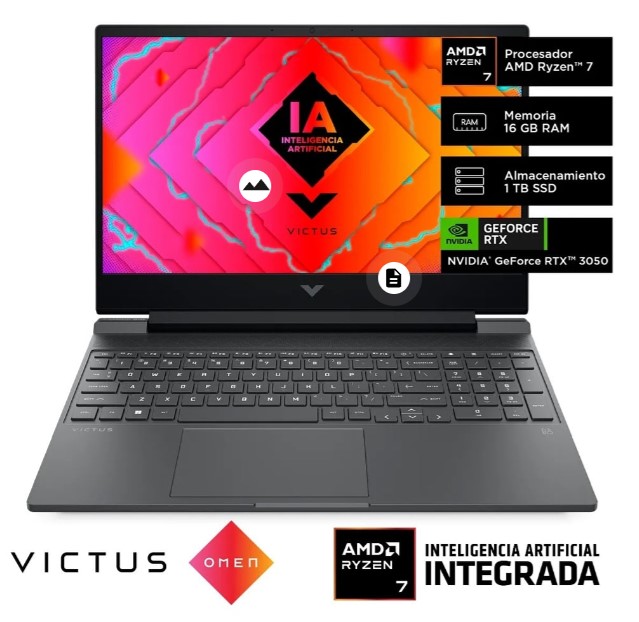 IA
INTELIGENCIA
ARTIFICIAL
VICTUS
AMD
RYZEN
7
Procesador
AMD Ryzen™ 7
RAM
Memoria
16 GB RAM
Almacenamiento
1 TB SSD
NVIDIA
GEFORCE
RTX
NVIDIA® GeForce RTX™ 3050
Q W E R T Y U I O P
A S D F G H J K L
Z X C V B N M
VICTUS
VICTUS
OMEN
AMD
RYZEN
7
INTELIGENCIA ARTIFICIAL
INTEGRADA